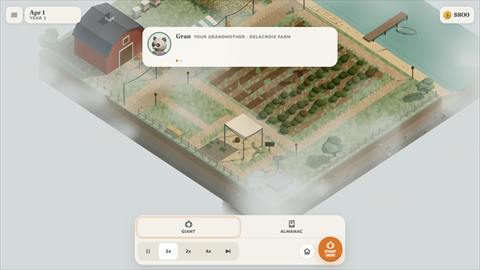 Apr 1
YEAR 1
$800
Gran YOUR GRANDMOTHER · DELACROIX FARM
GIANT
ALMANAC
1x
2x
4x
START